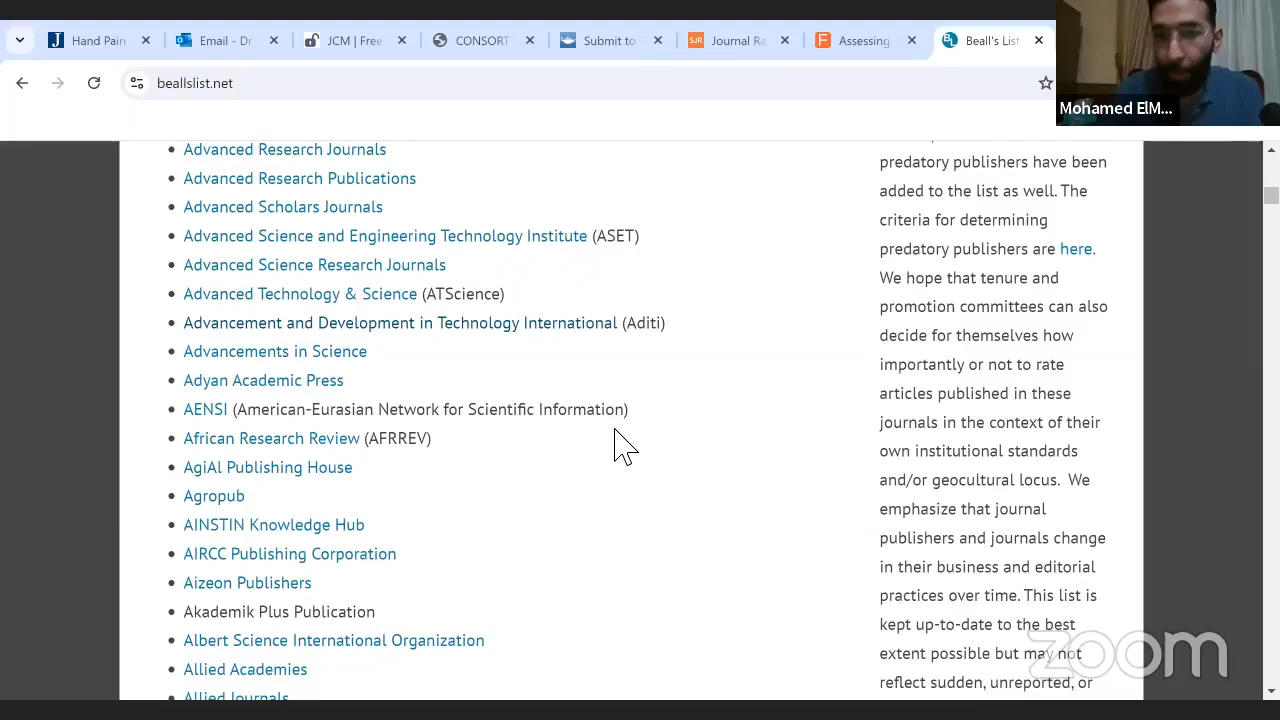 Hand Pain
Email - Dr
JCM | Free
CONSORT
Submit to
SJR
Journal Ra
Assessing
BL
Beall's List
beallslist.net
Mohamed ElM...
Advanced Research Journals
Advanced Research Publications
Advanced Scholars Journals
Advanced Science and Engineering Technology Institute (ASET)
Advanced Science Research Journals
Advanced Technology & Science (ATScience)
Advancement and Development in Technology International (Aditi)
Advancements in Science
Adyan Academic Press
AENSI (American-Eurasian Network for Scientific Information)
African Research Review (AFRREV)
AgiAl Publishing House
Agropub
AINSTIN Knowledge Hub
AIRCC Publishing Corporation
Aizeon Publishers
Akademik Plus Publication
Albert Science International Organization
Allied Academies
Allied Journals
predatory publishers have been
added to the list as well. The
criteria for determining
predatory publishers are here.
We hope that tenure and
promotion committees can also
decide for themselves how
importantly or not to rate
articles published in these
journals in the context of their
own institutional standards
and/or geocultural locus. We
emphasize that journal
publishers and journals change
in their business and editorial
practices over time. This list is
kept up-to-date to the best
extent possible but may not
reflect sudden, unreported, or
zoom